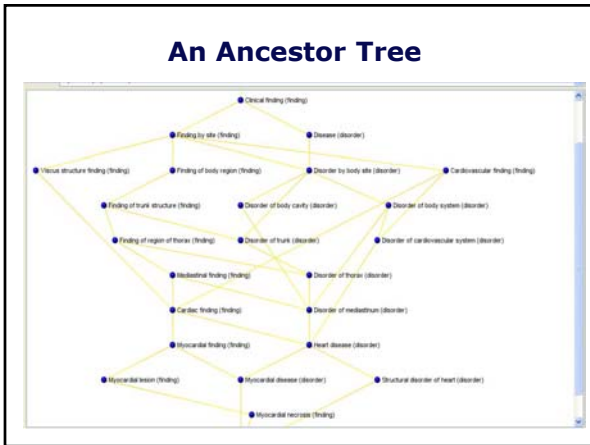 An Ancestor Tree
Clinical finding (finding)
Finding by site (finding)
Disease (disorder)
Viscus structure finding (finding)
Finding of body region (finding)
Disorder by body site (disorder)
Cardiovascular finding (finding)
Finding of trunk structure (finding)
Disorder of body cavity (disorder)
Disorder of body system (disorder)
Finding of region of thorax (finding)
Disorder of trunk (disorder)
Disorder of cardiovascular system (disorder)
Mediastinal finding (finding)
Disorder of thorax (disorder)
Cardiac finding (finding)
Disorder of mediastinum (disorder)
Myocardial finding (finding)
Heart disease (disorder)
Myocardial lesion (finding)
Myocardial disease (disorder)
Structural disorder of heart (disorder)
Myocardial necrosis (finding)